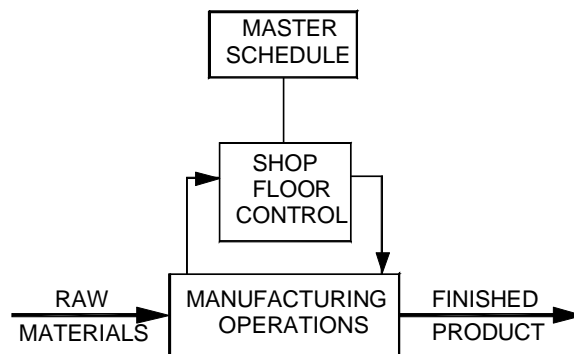 MASTER
SCHEDULE
SHOP
FLOOR
CONTROL
RAW
MATERIALS
MANUFACTURING
OPERATIONS
FINISHED
PRODUCT